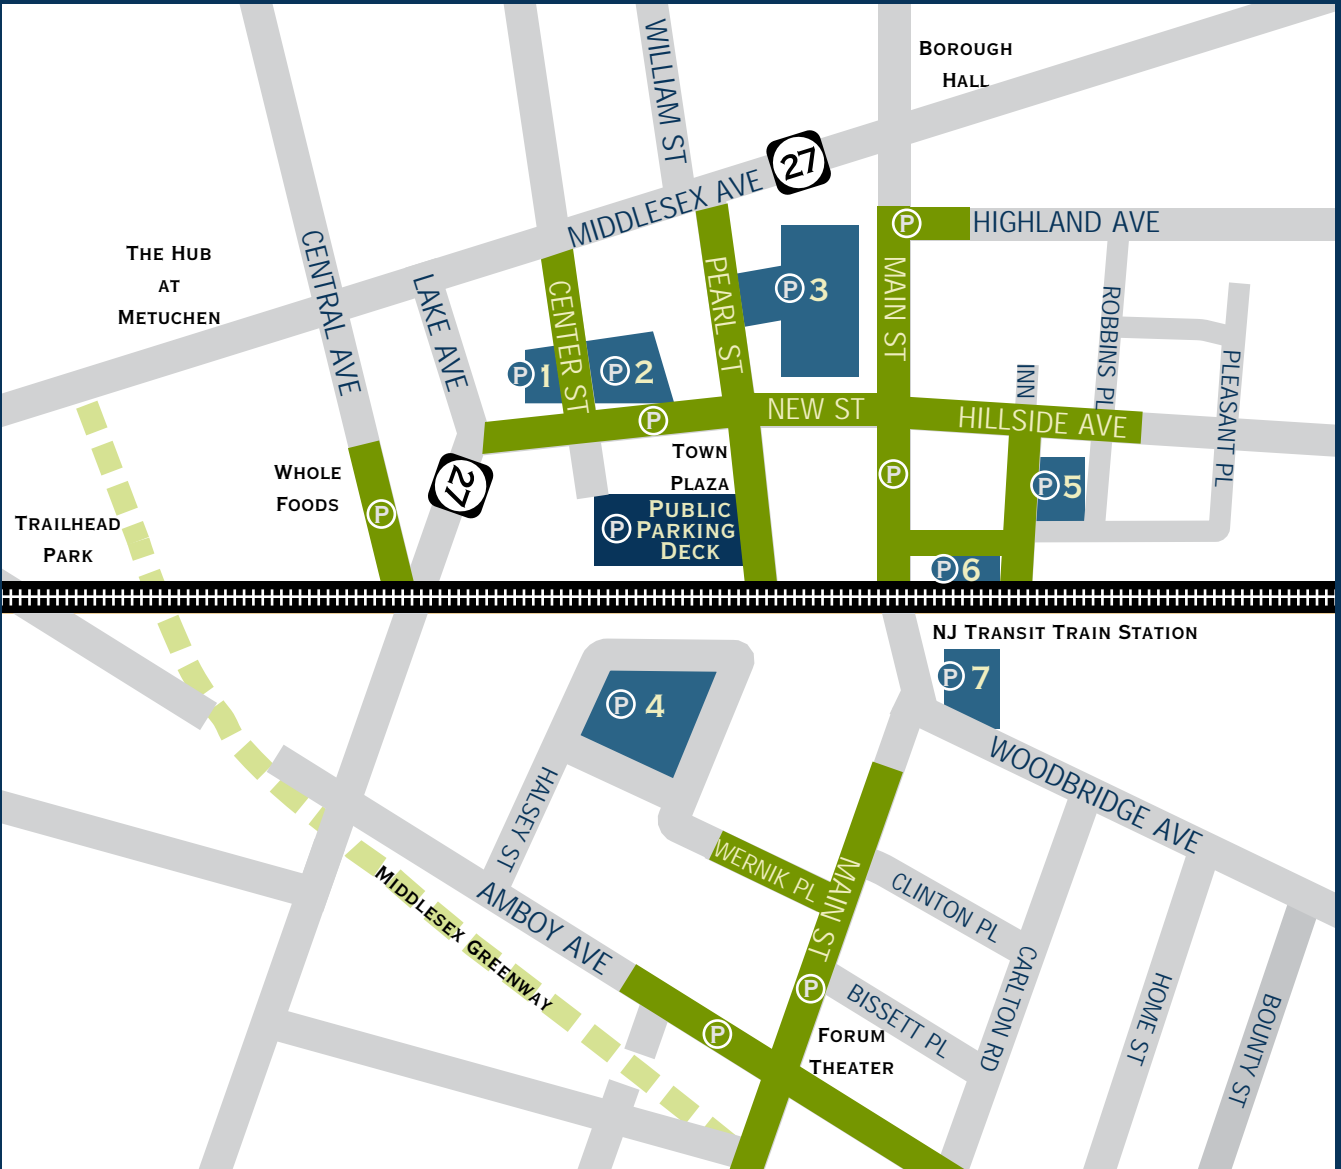 WILLIAM ST
BOROUGH
HALL
27
MIDDLESEX AVE
P
HIGHLAND AVE
THE HUB
AT
METUCHEN
CENTRAL AVE
LAKE AVE
CENTER ST
PEARL ST
P 3
MAIN ST
ROBBINS PL
PLEASANT PL
INN
P 1
P 2
P
NEW ST
HILLSIDE AVE
TOWN
PLAZA
WHOLE
FOODS
27
P
P
P 5
TRAILHEAD
PARK
P
PUBLIC
PARKING
DECK
P 6
NJ TRANSIT TRAIN STATION
P 7
P 4
WOODBRIDGE AVE
HALSEY ST
WERNIK PL
MAIN ST
CLINTON PL
MIDDLESEX GREENWAY
AMBOY AVE
CARLTON RD
P
BISSETT PL
HOME ST
BOUNTY ST
P
FORUM
THEATER